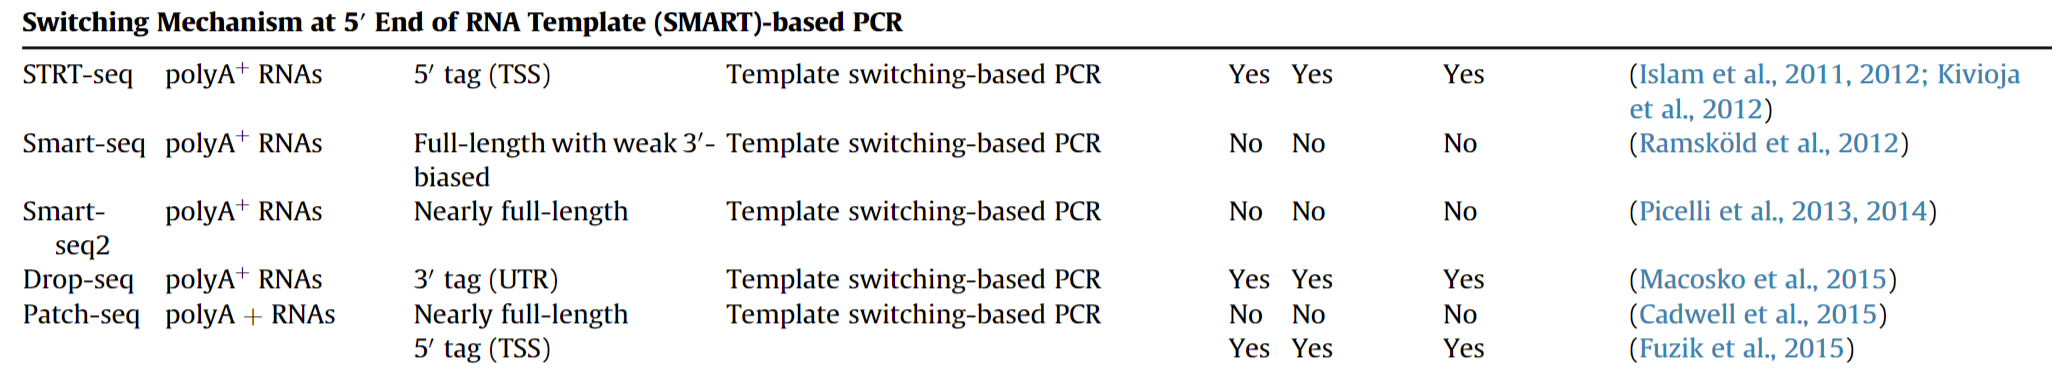 Switching Mechanism at 5′ End of RNA Template (SMART)-based PCR
STRT-seq polyA+ RNAs 5′ tag (TSS) Template switching-based PCR Yes Yes Yes (Islam et al., 2011, 2012; Kivioja
et al., 2012)
Smart-seq polyA+ RNAs Full-length with weak 3′- Template switching-based PCR No No No (Ramsköld et al., 2012)
biased
Smart- polyA+ RNAs Nearly full-length Template switching-based PCR No No No (Picelli et al., 2013, 2014)
seq2
Drop-seq polyA+ RNAs 3′ tag (UTR) Template switching-based PCR Yes Yes Yes (Macosko et al., 2015)
Patch-seq polyA + RNAs Nearly full-length Template switching-based PCR No No No (Cadwell et al., 2015)
5′ tag (TSS) Yes Yes Yes (Fuzik et al., 2015)